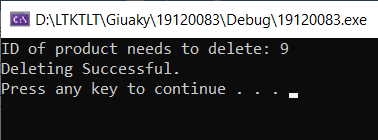 D:\LTKTLT\Giuaky\19120083\Debug\19120083.exe
ID of product needs to delete: 9
Deleting Successful.
Press any key to continue . . .